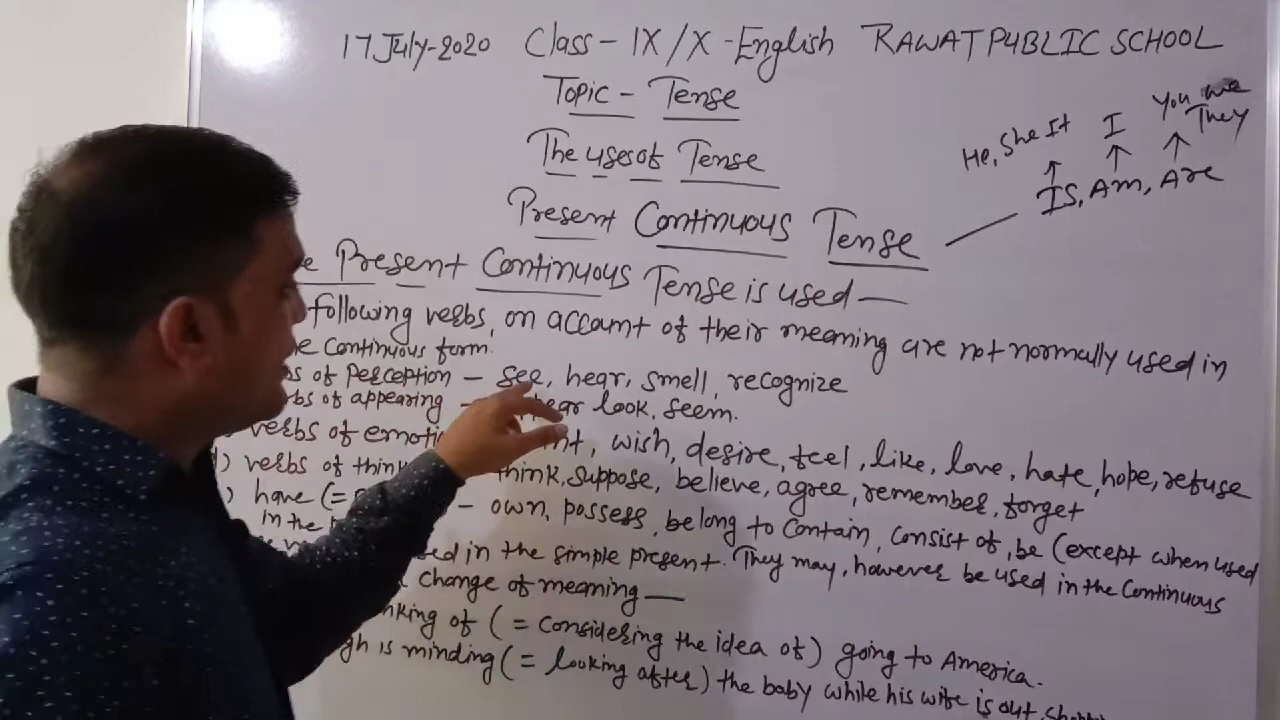 17 July-2020 Class - IX/X - English RAWAT PUBLIC SCHOOL
Topic - Tense
The uses of Tense
You we
They
He, She It
I
IS, Am, Are
Present Continuous Tense
Present Continuous Tense is used —
following verbs, on account of their meaning are not normally used in
Continuous form.
of perception - see, hear, smell, recognize
of appearing - look, seem.
verbs of , wish, desire, feel, like, love, hate, hope, refuse
verbs of think, suppose, believe, agree, remember, forget
have (= - own, possess, belong to contain, consist of, be (except when used
in the
in the simple present. They may, however be used in the Continuous
change of meaning —
of (= considering the idea of) going to America.
is minding (= looking after) the baby while his wife is out